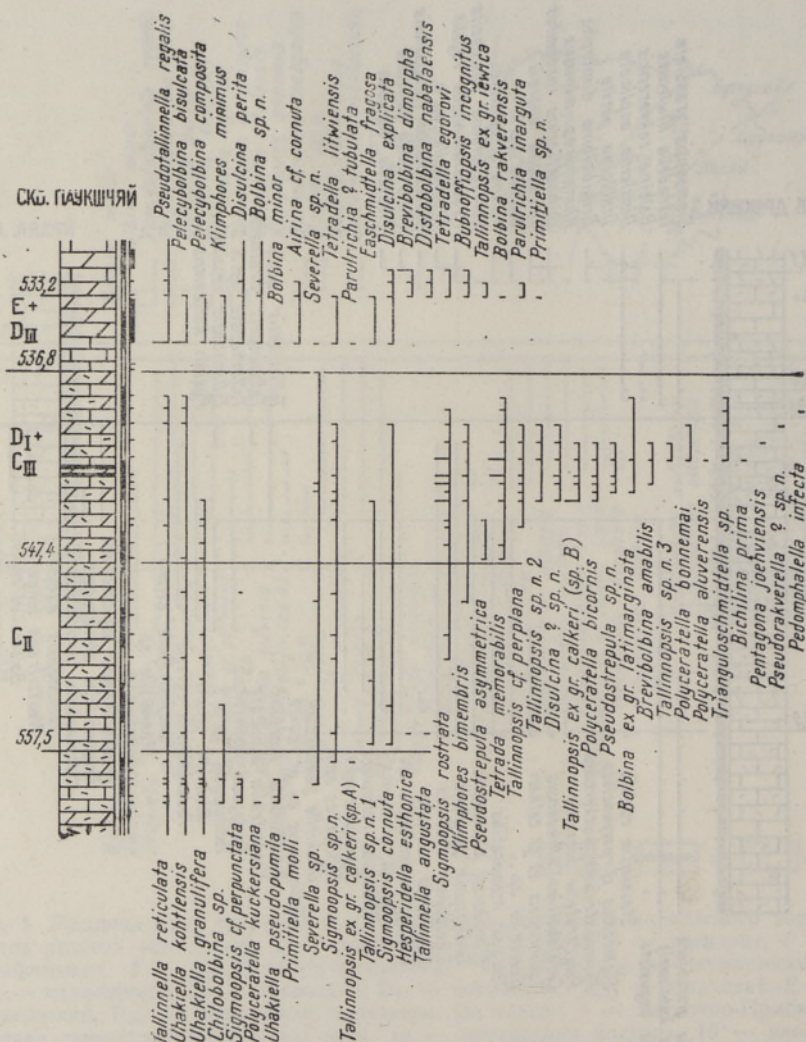 СКВ. ПАУКШЧЯЙ
533,2
E+
DIII
536,8
DI+
CIII
547,4
CII
557,5
Pseudotallinnella regalis
Pelecybolbina bisulcata
Pelecybolbina composita
Klimphores minimus
Disulcina perita
Bolbina sp. n.
Bolbina minor
Airina cf. cornuta
Severella sp. n.
Tetradella litwiensis
Parulrichia ? tubulata
Easchmidtella fragosa
Disulcina explicata
Brevibolbina dimorpha
Distobolbina nabalaensis
Tetradella egorovi
Bubnoffiopsis incognitus
Tallinnopsis ex gr. iewica
Bolbina rakverensis
Parulrichia inarguta
Primitiella sp. n.
Tallinnella reticulata
Uhakiella kohtlensis
Uhakiella granulifera
Chilobolbina sp.
Sigmoopsis cf. perpunctata
Polyceratella kuckersiana
Uhakiella pseudopumila
Primitiella molli
Severella sp.
Sigmoopsis sp. n.
Tallinnopsis ex gr. calkeri (sp. A)
Tallinnopsis sp. n. 1
Sigmoopsis cornuta
Hesperidella esthonica
Tallinnella angustata
Sigmoopsis rostrata
Klimphores bimembris
Pseudostrepula asymmetrica
Tetrada memorabilis
Tallinnopsis cf. perplana
Tallinnopsis sp. n. 2
Disulcina ? sp. n.
Tallinnopsis ex gr. calkeri (sp. B)
Polyceratella bicornis
Pseudostrepula sp. n.
Bolbina ex gr. latimarginata
Brevibolbina amabilis
Tallinnopsis sp. n. 3
Polyceratella bonnemai
Polyceratella aluverensis
Trianguloschmidtella sp.
Bichilina prima
Pentagona joehviensis
Pseudorakverella ? sp. n.
Pedomphalella infecta